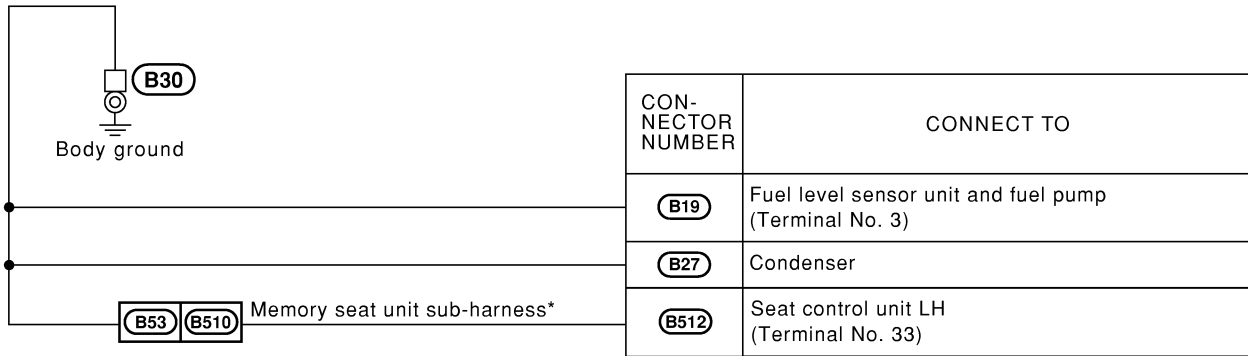 B30
Body ground
CON-
NECTOR
NUMBER
CONNECT TO
B19
Fuel level sensor unit and fuel pump
(Terminal No. 3)
B27
Condenser
B53 B510 Memory seat unit sub-harness*
B512
Seat control unit LH
(Terminal No. 33)